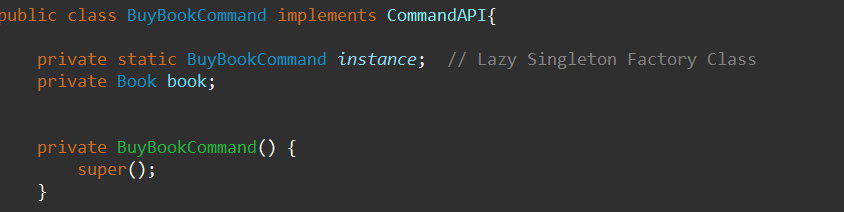 public class BuyBookCommand implements CommandAPI{
private static BuyBookCommand instance; // Lazy Singleton Factory Class
private Book book;
private BuyBookCommand() {
super();
}